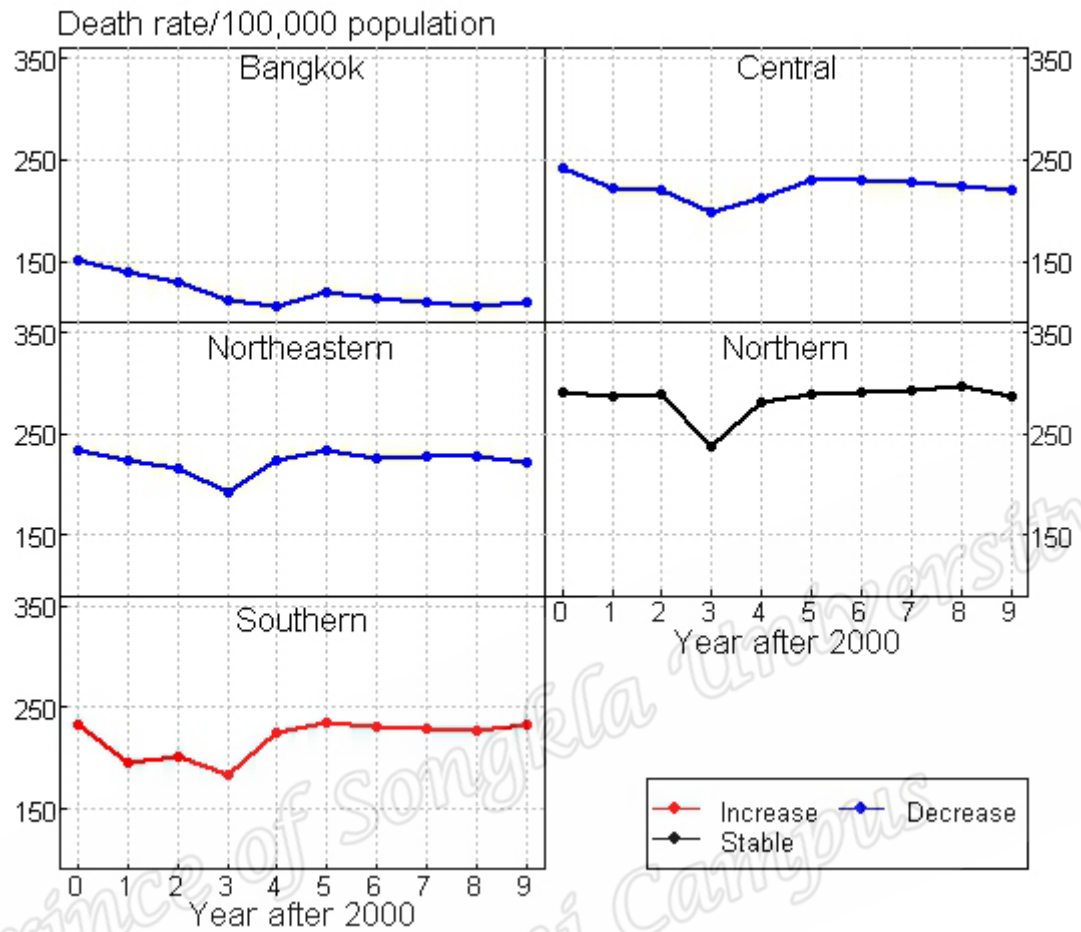 Death rate/100,000 population
350 Bangkok Central 350
250 250
150 150
350 Northeastern Northern 350
250 250
150 150
0 1 2 3 4 5 6 7 8 9
Year after 2000
350 Southern
250
150
0 1 2 3 4 5 6 7 8 9
Year after 2000
Increase Decrease
Stable
Prince of Songkla University
Campus